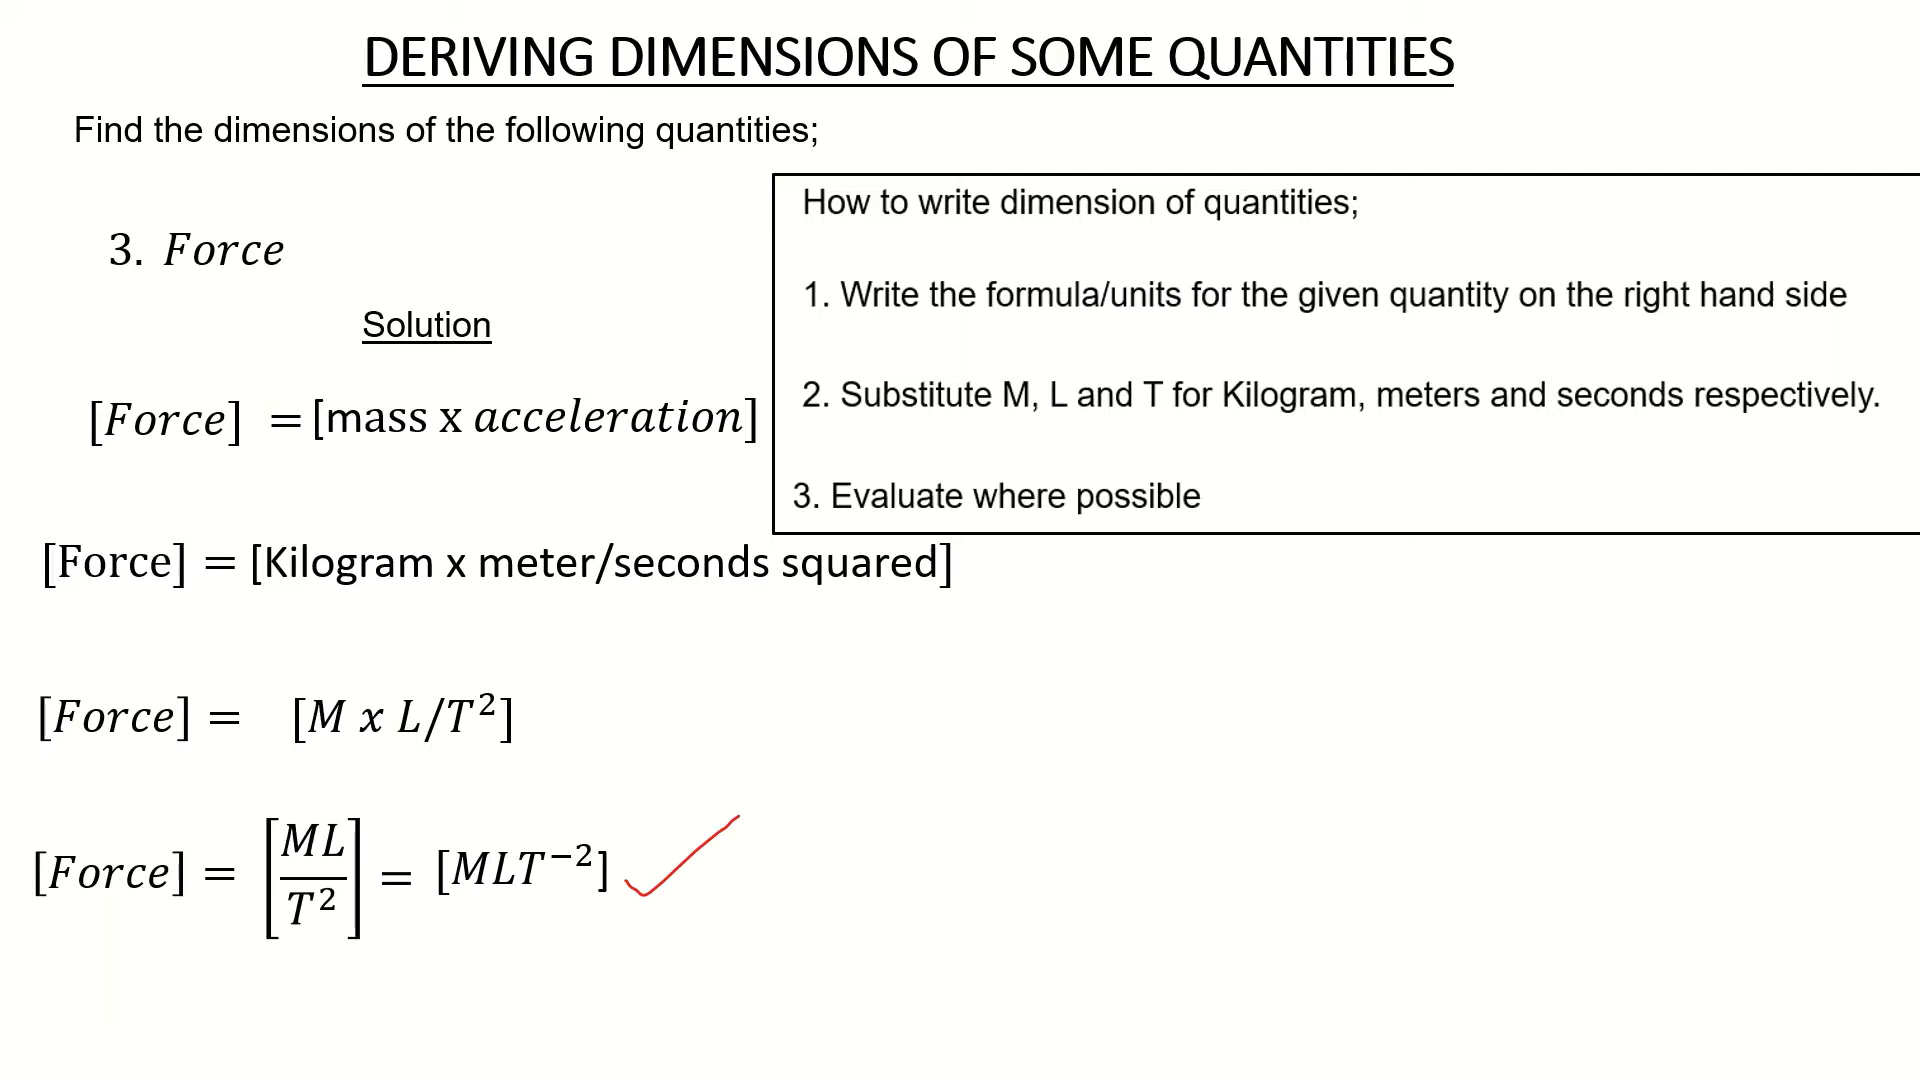 DERIVING DIMENSIONS OF SOME QUANTITIES
Find the dimensions of the following quantities;
3. Force
Solution
[Force] = [mass x acceleration]
How to write dimension of quantities;
1. Write the formula/units for the given quantity on the right hand side
2. Substitute M, L and T for Kilogram, meters and seconds respectively.
3. Evaluate where possible
[Force] = [Kilogram x meter/seconds squared]
[Force] = [M x L/T²]
[Force] = [ML/T²] = [MLT⁻²]